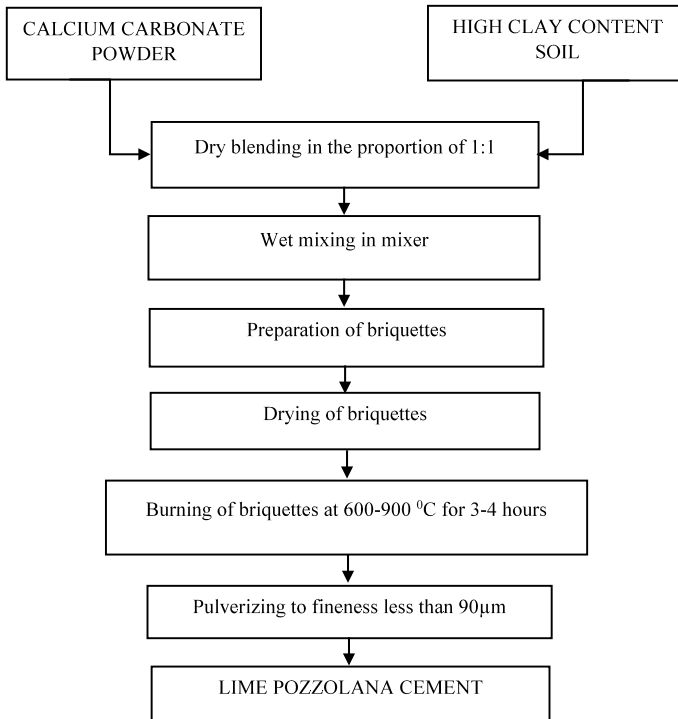 CALCIUM CARBONATE
POWDER
HIGH CLAY CONTENT
SOIL
Dry blending in the proportion of 1:1
Wet mixing in mixer
Preparation of briquettes
Drying of briquettes
Burning of briquettes at 600-900 ⁰C for 3-4 hours
Pulverizing to fineness less than 90µm
LIME POZZOLANA CEMENT